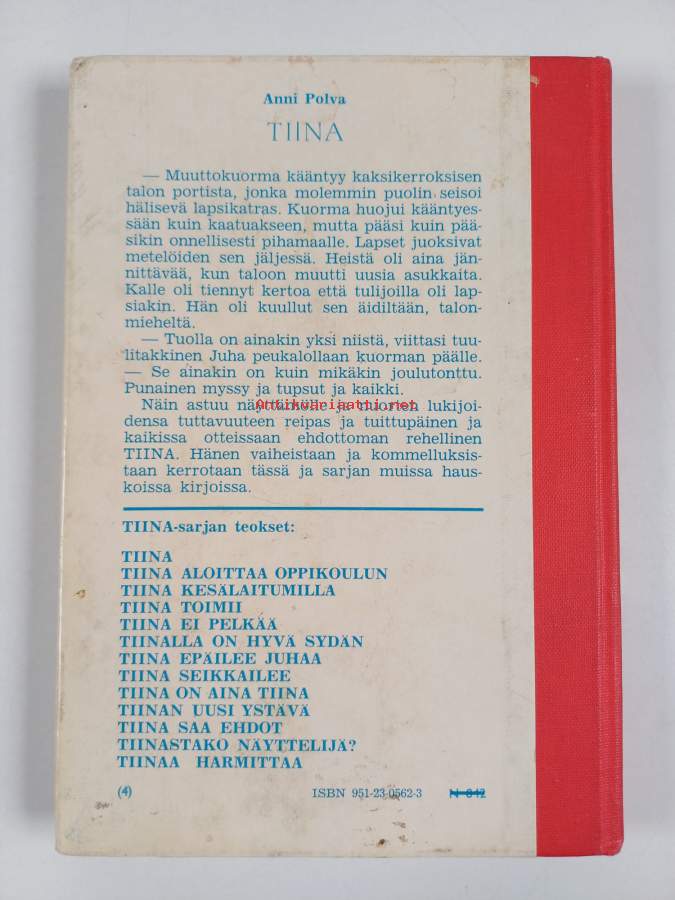 Anni Polva
TIINA
— Muuttokuorma kääntyy kaksikerroksisen
talon portista, jonka molemmin puolin seisoi
hälisevä lapsikatras. Kuorma huojui kääntyes-
sään kuin kaatuakseen, mutta pääsi kuin pää-
sikin onnellisesti pihamaalle. Lapset juoksivat
metelöiden sen jäljessä. Heistä oli aina jän-
nittävää, kun taloon muutti uusia asukkaita.
Kalle oli tiennyt kertoa että tulijoilla oli lap-
siakin. Hän oli kuullut sen äidiltään, talon-
mieheltä.
— Tuolla on ainakin yksi niistä, viittasi tuu-
litakkinen Juha peukalollaan kuorman päälle.
— Se ainakin on kuin mikäkin joulutonttu.
Punainen myssy ja tupsut ja kaikki.
Näin astuu näyttämölle ja nuorten lukijoi-
Antikvariaatti.net
densa tuttavuuteen reipas ja tuittupäinen ja
kaikissa otteissaan ehdottoman rehellinen
TIINA. Hänen vaiheistaan ja kommelluksis-
taan kerrotaan tässä ja sarjan muissa haus-
koissa kirjoissa.
TIINA-sarjan teokset:
TIINA
TIINA ALOITTAA OPPIKOULUN
TIINA KESÄLAITUMILLA
TIINA TOIMII
TIINA EI PELKÄÄ
TIINALLA ON HYVÄ SYDÄN
TIINA EPÄILEE JUHAA
TIINA SEIKKAILEE
TIINA ON AINA TIINA
TIINAN UUSI YSTÄVÄ
TIINA SAA EHDOT
TIINASTAKO NÄYTTELIJÄ?
TIINAA HARMITTAA
(4) ISBN 951-23-0562-3